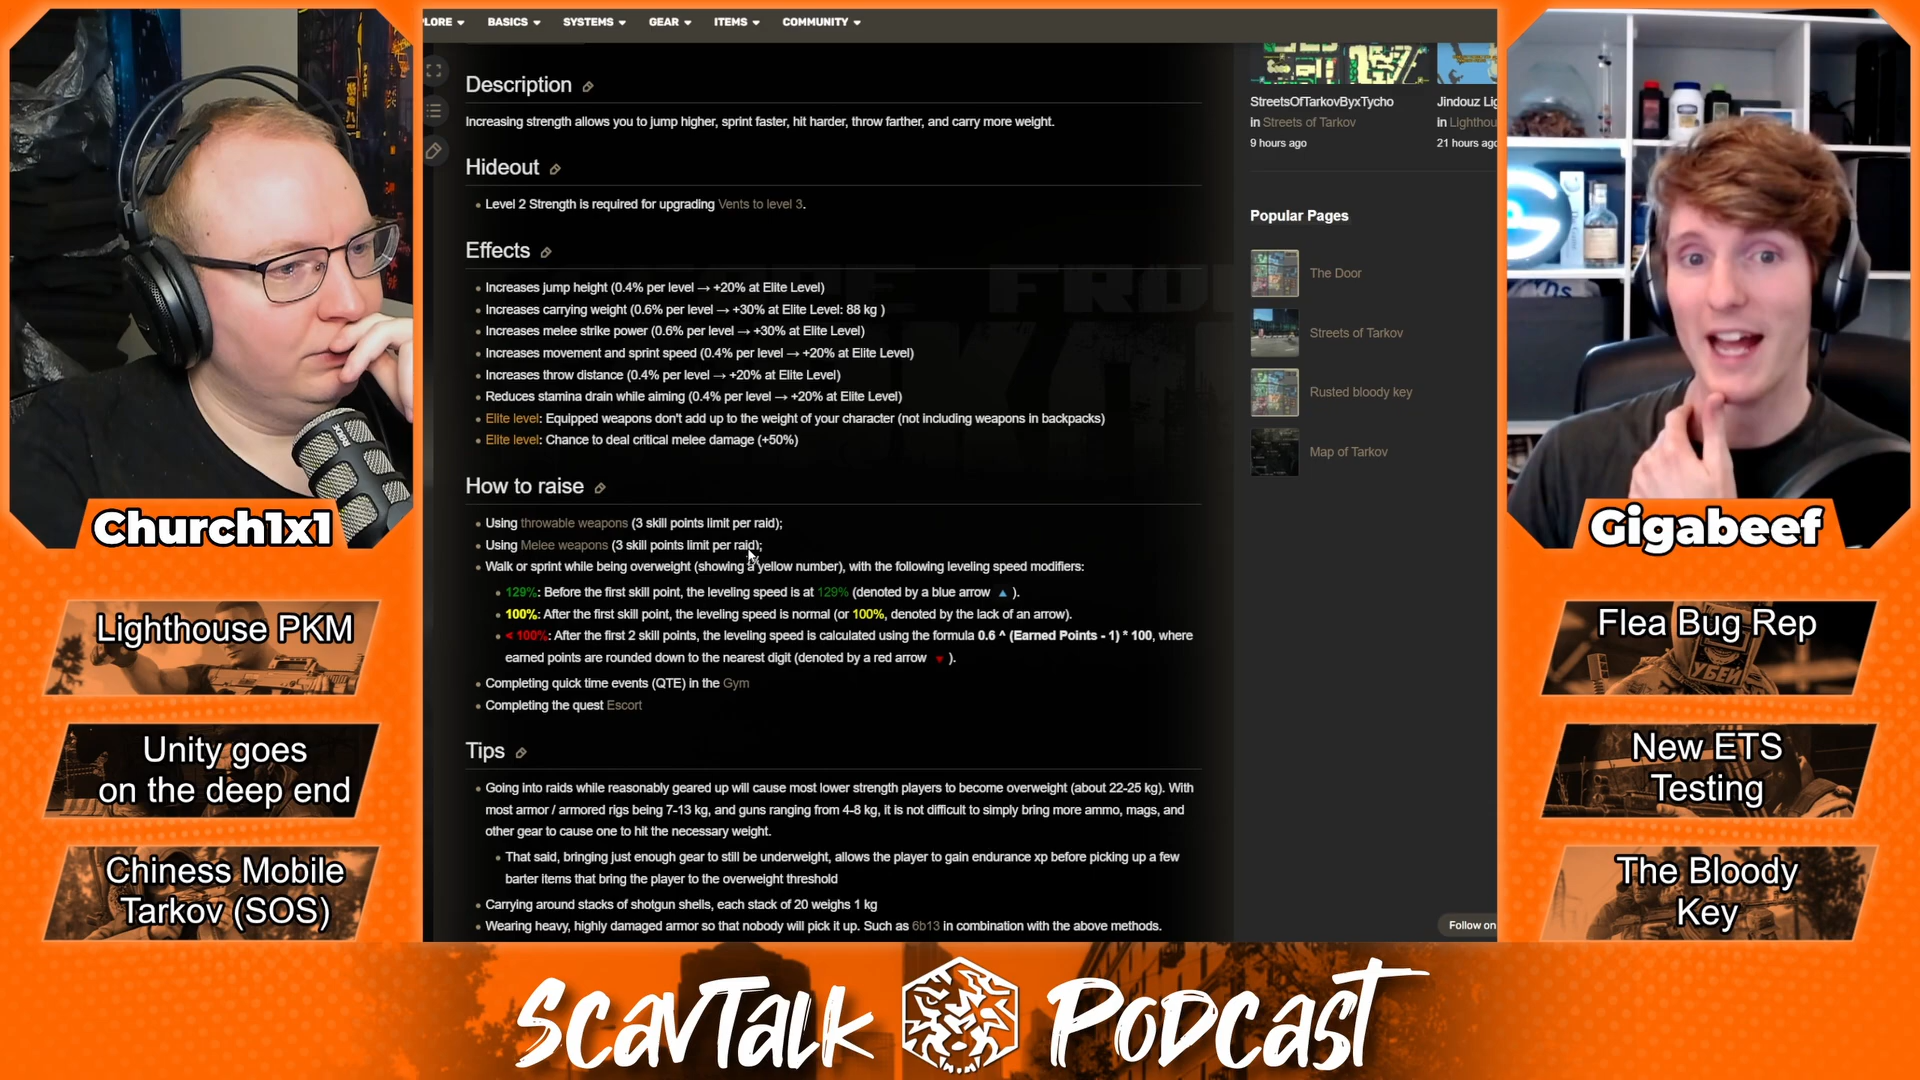 PLORE
BASICS
SYSTEMS
GEAR
ITEMS
COMMUNITY
Description
Increasing strength allows you to jump higher, sprint faster, hit harder, throw farther, and carry more weight.
Hideout
Level 2 Strength is required for upgrading Vents to level 3.
Effects
Increases jump height (0.4% per level → +20% at Elite Level)
Increases carrying weight (0.6% per level → +30% at Elite Level: 88 kg )
Increases melee strike power (0.6% per level → +30% at Elite Level)
Increases movement and sprint speed (0.4% per level → +20% at Elite Level)
Increases throw distance (0.4% per level → +20% at Elite Level)
Reduces stamina drain while aiming (0.4% per level → +20% at Elite Level)
Elite level: Equipped weapons don't add up to the weight of your character (not including weapons in backpacks)
Elite level: Chance to deal critical melee damage (+50%)
How to raise
Using throwable weapons (3 skill points limit per raid);
Using Melee weapons (3 skill points limit per raid);
Walk or sprint while being overweight (showing a yellow number), with the following leveling speed modifiers:
129%: Before the first skill point, the leveling speed is at 129% (denoted by a blue arrow ▲ ).
100%: After the first skill point, the leveling speed is normal (or 100%, denoted by the lack of an arrow).
< 100%: After the first 2 skill points, the leveling speed is calculated using the formula 0.6 ^ (Earned Points - 1) * 100, where
earned points are rounded down to the nearest digit (denoted by a red arrow ▼ ).
Completing quick time events (QTE) in the Gym
Completing the quest Escort
Tips
Going into raids while reasonably geared up will cause most lower strength players to become overweight (about 22-25 kg). With
most armor / armored rigs being 7-13 kg, and guns ranging from 4-8 kg, it is not difficult to simply bring more ammo, mags, and
other gear to cause one to hit the necessary weight.
That said, bringing just enough gear to still be underweight, allows the player to gain endurance xp before picking up a few
barter items that bring the player to the overweight threshold
Carrying around stacks of shotgun shells, each stack of 20 weighs 1 kg
Wearing heavy, highly damaged armor so that nobody will pick it up. Such as 6b13 in combination with the above methods.
StreetsOfTarkovByxTycho
in Streets of Tarkov
9 hours ago
Jindouz Lig
in Lighthou
21 hours ago
Popular Pages
The Door
Streets of Tarkov
Rusted bloody key
Map of Tarkov
Follow on
RØDE
Church1x1
Gigabeef
Lighthouse PKM
Unity goes
on the deep end
Chiness Mobile
Tarkov (SOS)
Flea Bug Rep
УБЕЙ
New ETS
Testing
The Bloody
Key
ScavTalk Podcast